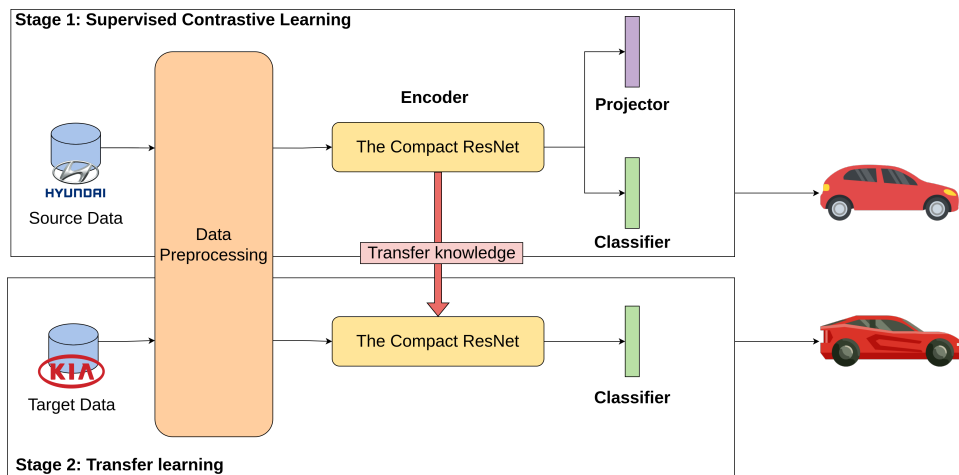 Stage 1: Supervised Contrastive Learning
Encoder
Projector
The Compact ResNet
HYUNDAI
Source Data
Data
Preprocessing
Classifier
Transfer knowledge
The Compact ResNet
KIA
Target Data
Classifier
Stage 2: Transfer learning